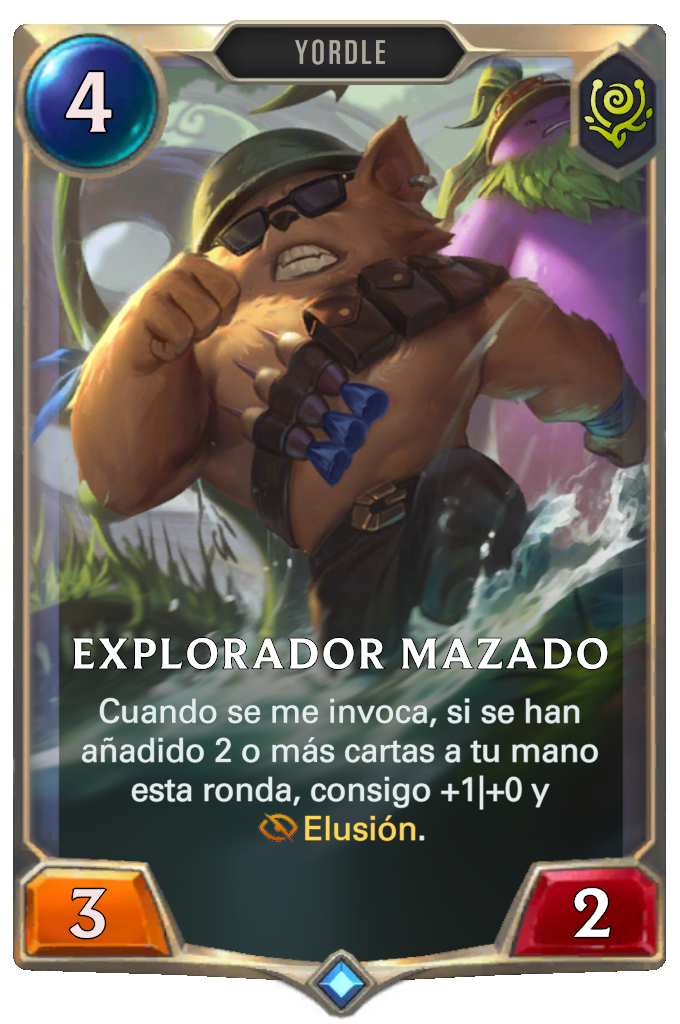 YORDLE
4
EXPLORADOR MAZADO
Cuando se me invoca, si se han
añadido 2 o más cartas a tu mano
esta ronda, consigo +1|+0 y
Elusión.
3
2